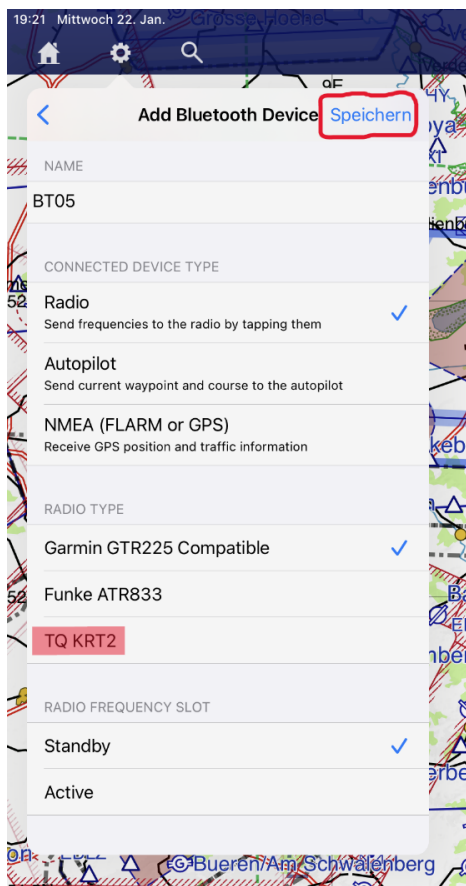 19:21 Mittwoch 22. Jan.
Grosse-Hoehe
9F
Add Bluetooth Device
Speichern
NAME
BT05
CONNECTED DEVICE TYPE
Radio
Send frequencies to the radio by tapping them
Autopilot
Send current waypoint and course to the autopilot
NMEA (FLARM or GPS)
Receive GPS position and traffic information
RADIO TYPE
Garmin GTR225 Compatible
Funke ATR833
TQ KRT2
RADIO FREQUENCY SLOT
Standby
Active
Bueren/Am Schwalenberg